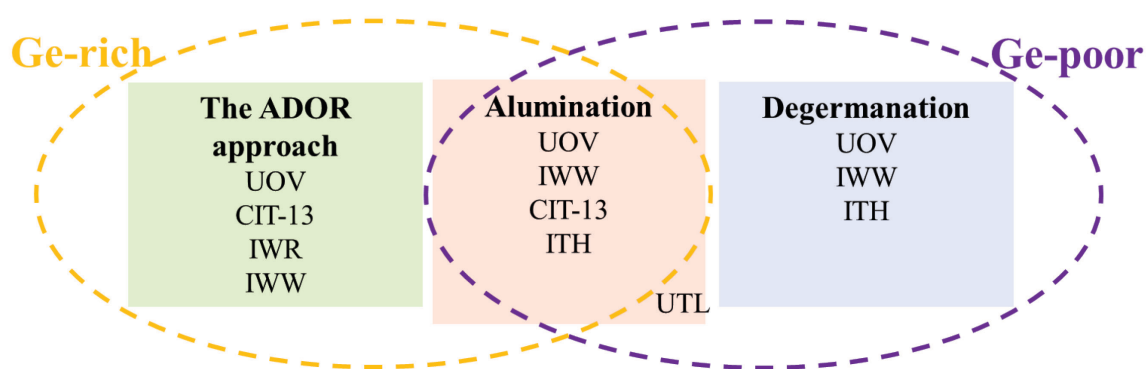 Ge-rich
Ge-poor
The ADOR
approach
UOV
CIT-13
IWR
IWW
Alumination
UOV
IWW
CIT-13
ITH
UTL
Degermanation
UOV
IWW
ITH